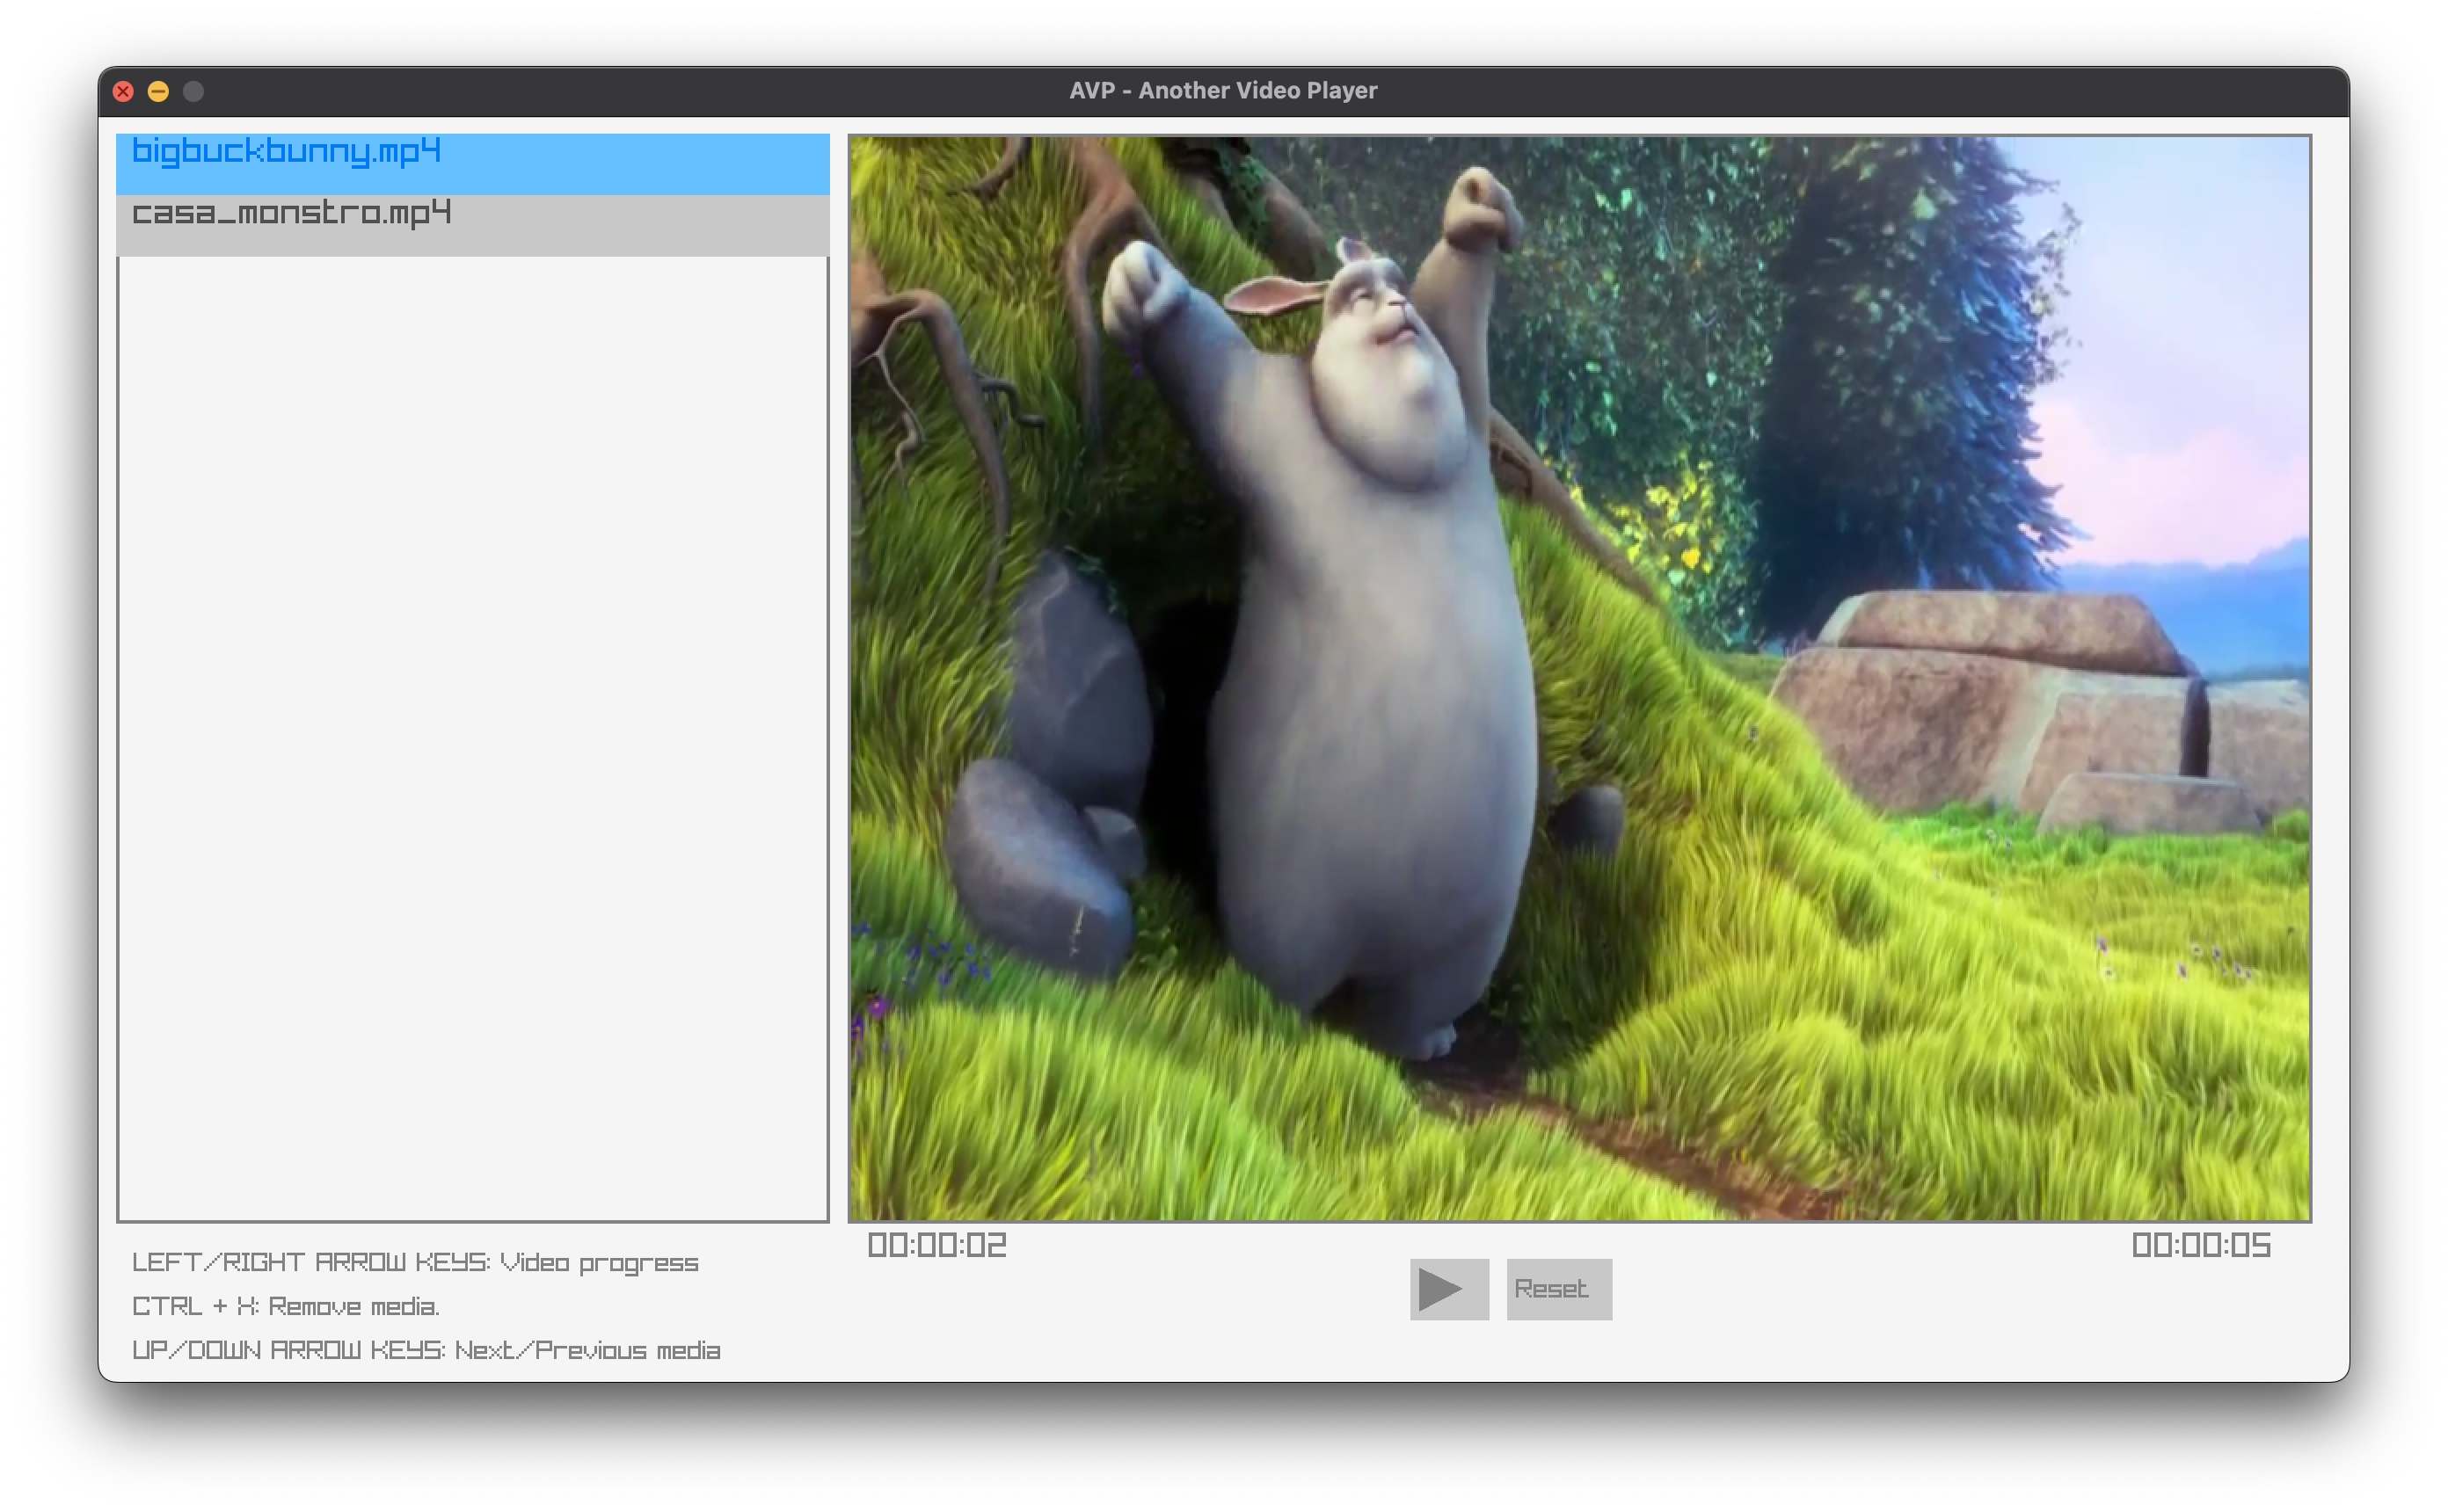 AVP - Another Video Player
bigbuckbunny.mp4
casa_monstro.mp4
00:00:02
00:00:05
LEFT/RIGHT ARROW KEYS: Video progress
Reset
CTRL + X: Remove media.
UP/DOWN ARROW KEYS: Next/Previous media